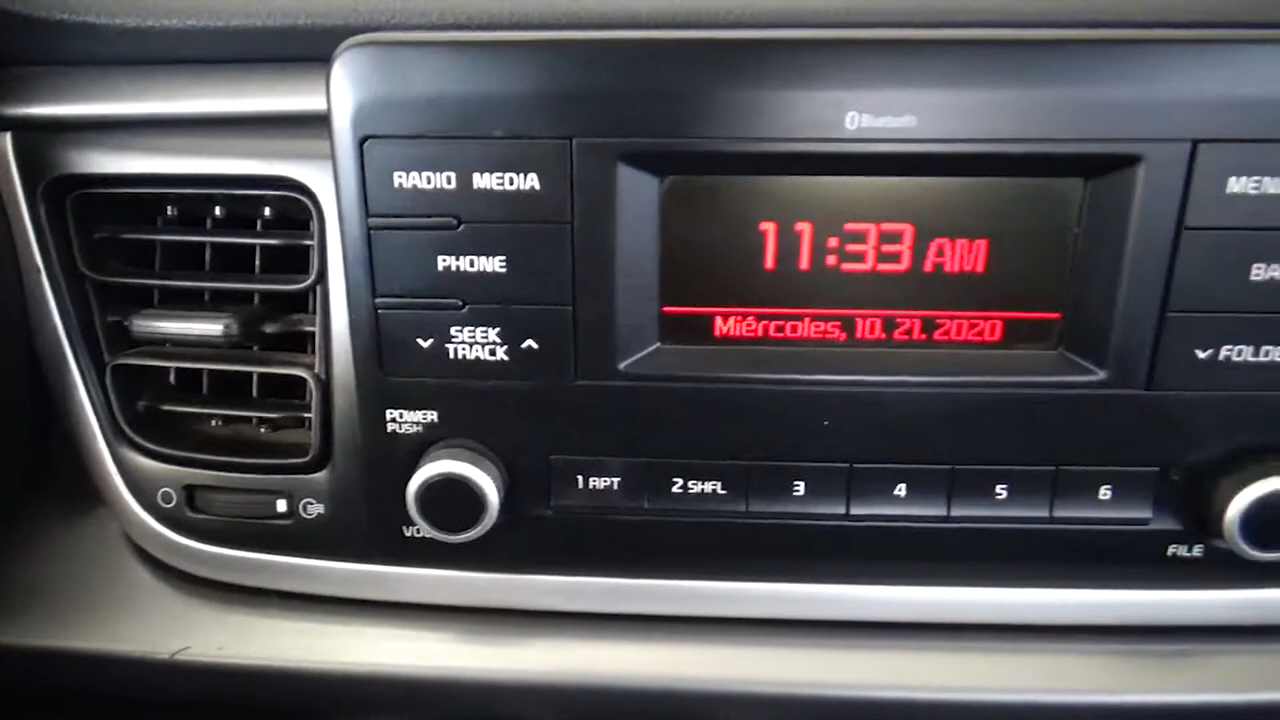 Bluetooth
RADIO MEDIA
PHONE
SEEK
TRACK
11:33 AM
Miércoles, 10. 21. 2020
POWER
PUSH
1 RPT
2 SHFL
3
4
5
6
FILE